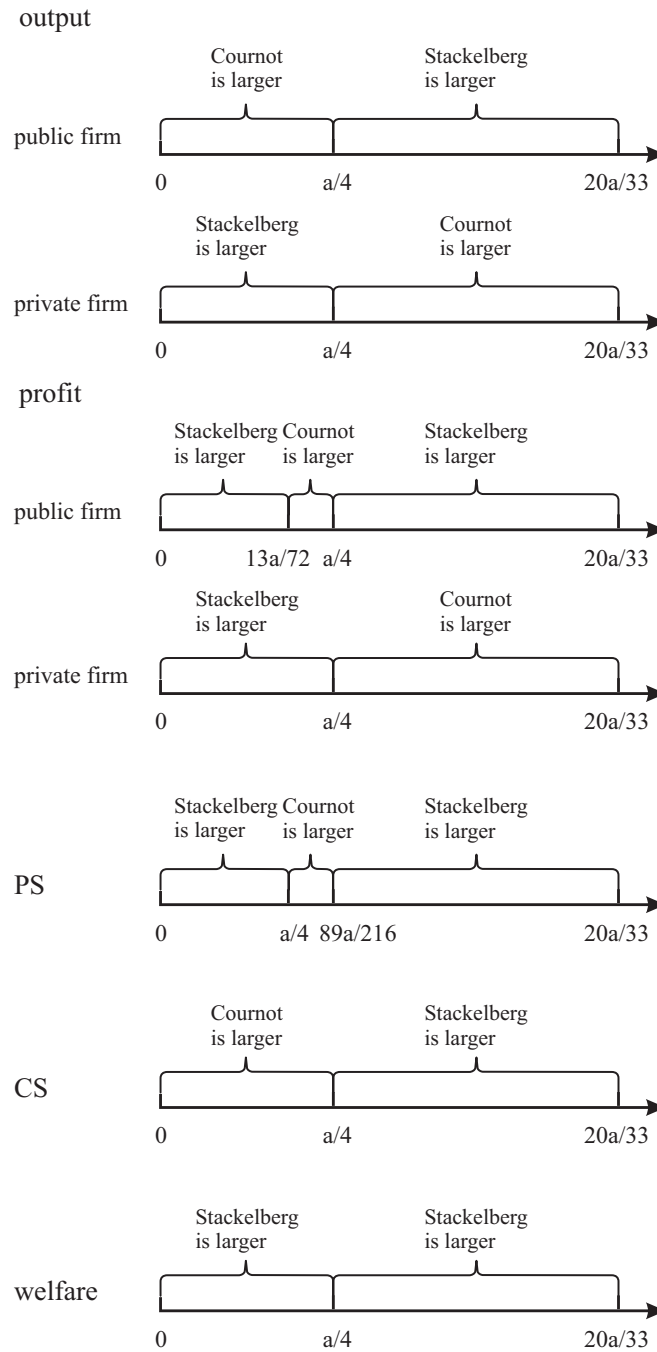 output
Cournot Stackelberg
is larger is larger
public firm
0 a/4 20a/33
Stackelberg Cournot
is larger is larger
private firm
0 a/4 20a/33
profit
Stackelberg Cournot Stackelberg
is larger is larger is larger
public firm
0 13a/72 a/4 20a/33
Stackelberg Cournot
is larger is larger
private firm
0 a/4 20a/33
Stackelberg Cournot Stackelberg
is larger is larger is larger
PS
0 a/4 89a/216 20a/33
Cournot Stackelberg
is larger is larger
CS
0 a/4 20a/33
Stackelberg Stackelberg
is larger is larger
welfare
0 a/4 20a/33